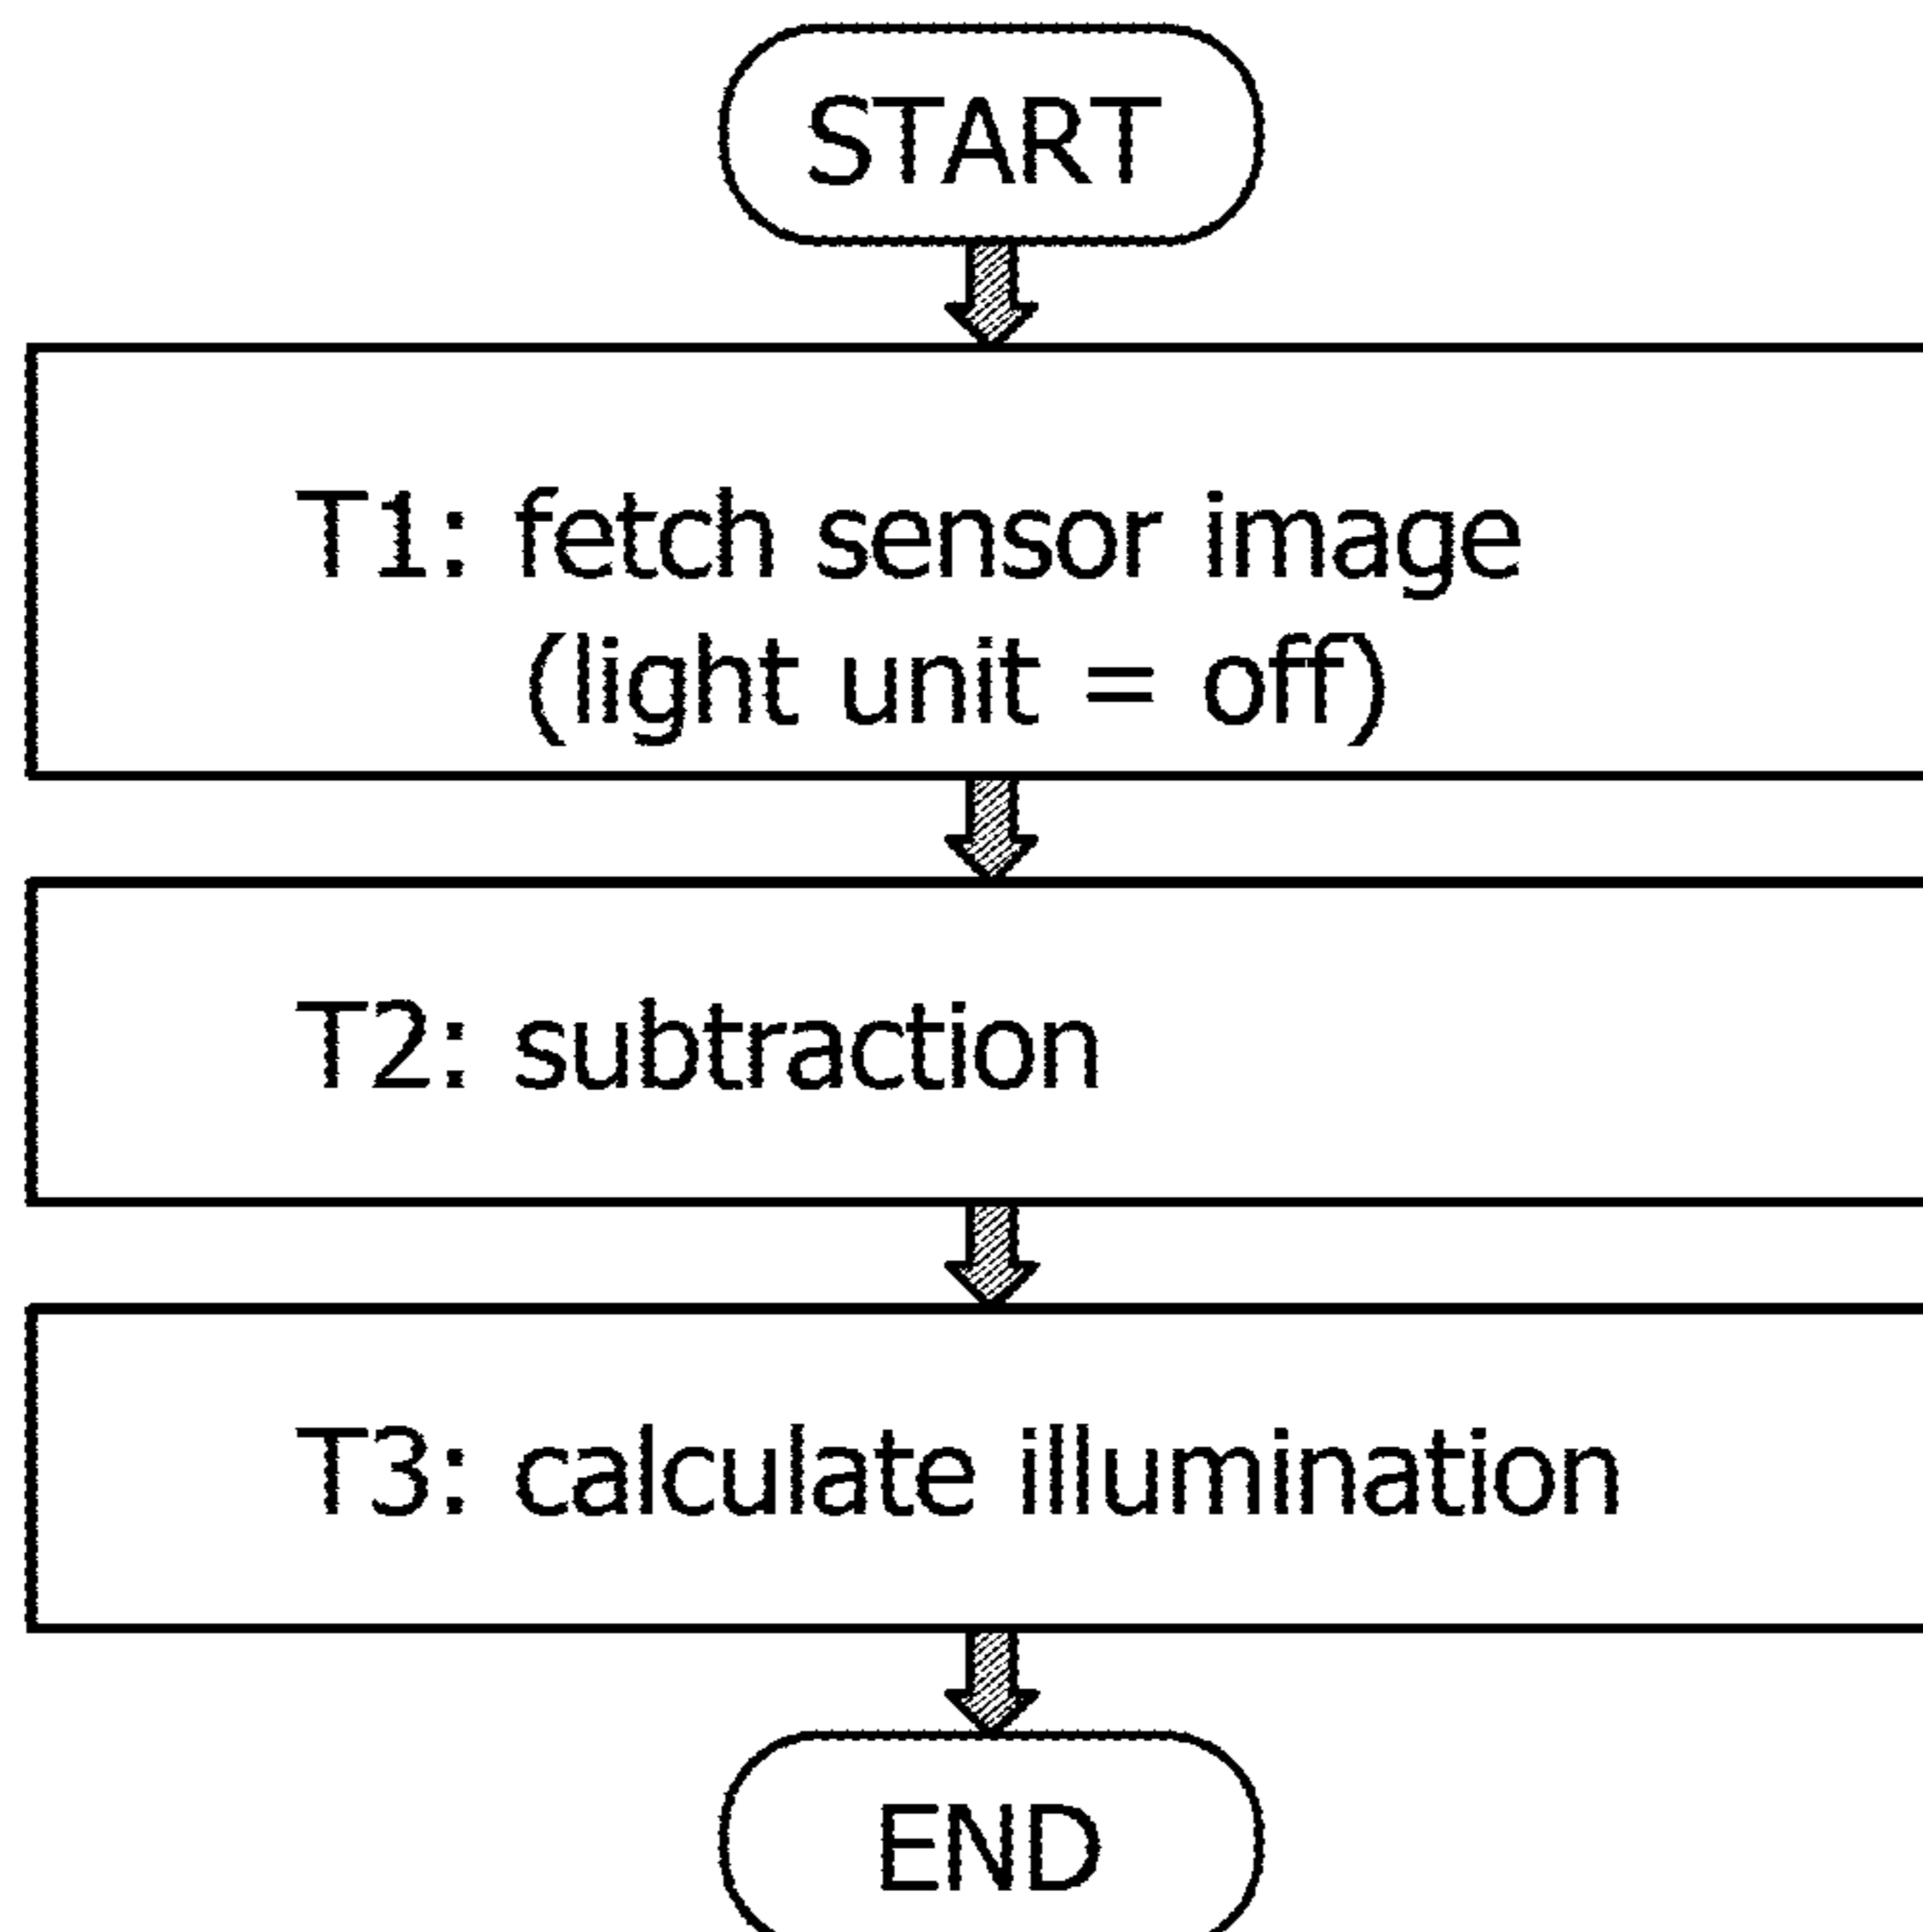 START
T1: fetch sensor image
(light unit = off)
T2: subtraction
T3: calculate illumination
END